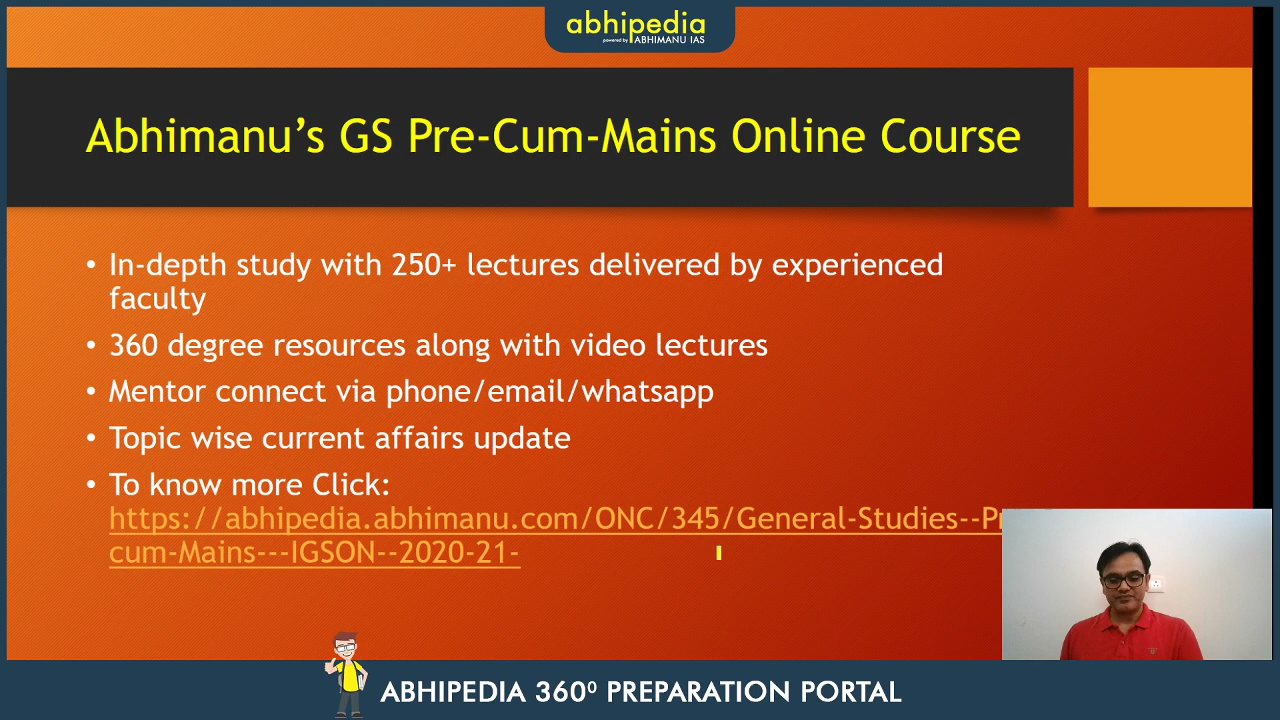 abhipedia
powered by ABHIMANU IAS
Abhimanu’s GS Pre-Cum-Mains Online Course
• In-depth study with 250+ lectures delivered by experienced
faculty
• 360 degree resources along with video lectures
• Mentor connect via phone/email/whatsapp
• Topic wise current affairs update
• To know more Click:
https://abhipedia.abhimanu.com/ONC/345/General-Studies--Pr
cum-Mains---IGSON--2020-21-
ABHIPEDIA 360⁰ PREPARATION PORTAL